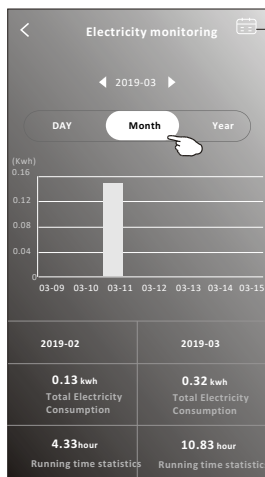 Electricity monitoring
2019-03
DAY Month Year
(Kwh)
0.16
0.12
0.08
0.04
0
03-09 03-10 03-11 03-12 03-13 03-14 03-15
2019-02 2019-03
0.13 kwh 0.32 kwh
Total Electricity Total Electricity
Consumption Consumption
4.33hour 10.83 hour
Running time statistics Running time statistic